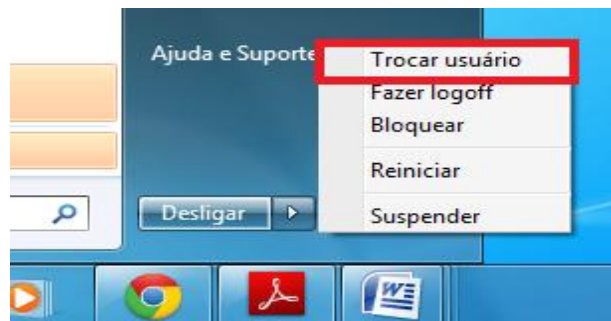 Ajuda e Suporte
Trocar usuário
Fazer logoff
Bloquear
Reiniciar
Suspender
Desligar